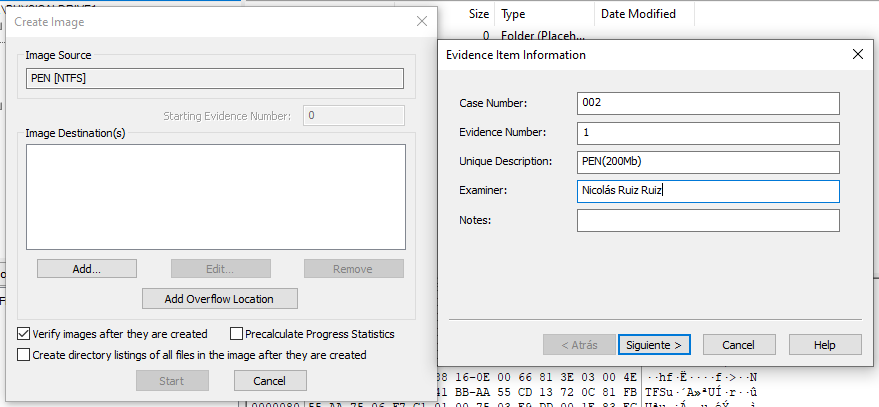 Size Type Date Modified
0 Folder (Placeh...
Create Image
Image Source
PEN [NTFS]
Starting Evidence Number: 0
Image Destination(s)
Add... Edit... Remove
Add Overflow Location
Verify images after they are created Precalculate Progress Statistics
Create directory listings of all files in the image after they are created
Start Cancel
Evidence Item Information
Case Number: 002
Evidence Number: 1
Unique Description: PEN(200Mb)
Examiner: Nicolás Ruiz Ruiz
Notes:
< Atrás Siguiente > Cancel Help
16-0E 00 66 81 3E 03 00 4E ··hf·Ë····f·>··N
BB-AA 55 CD 13 72 0C 81 FB TFSu·´A»ªUÍ·r··û